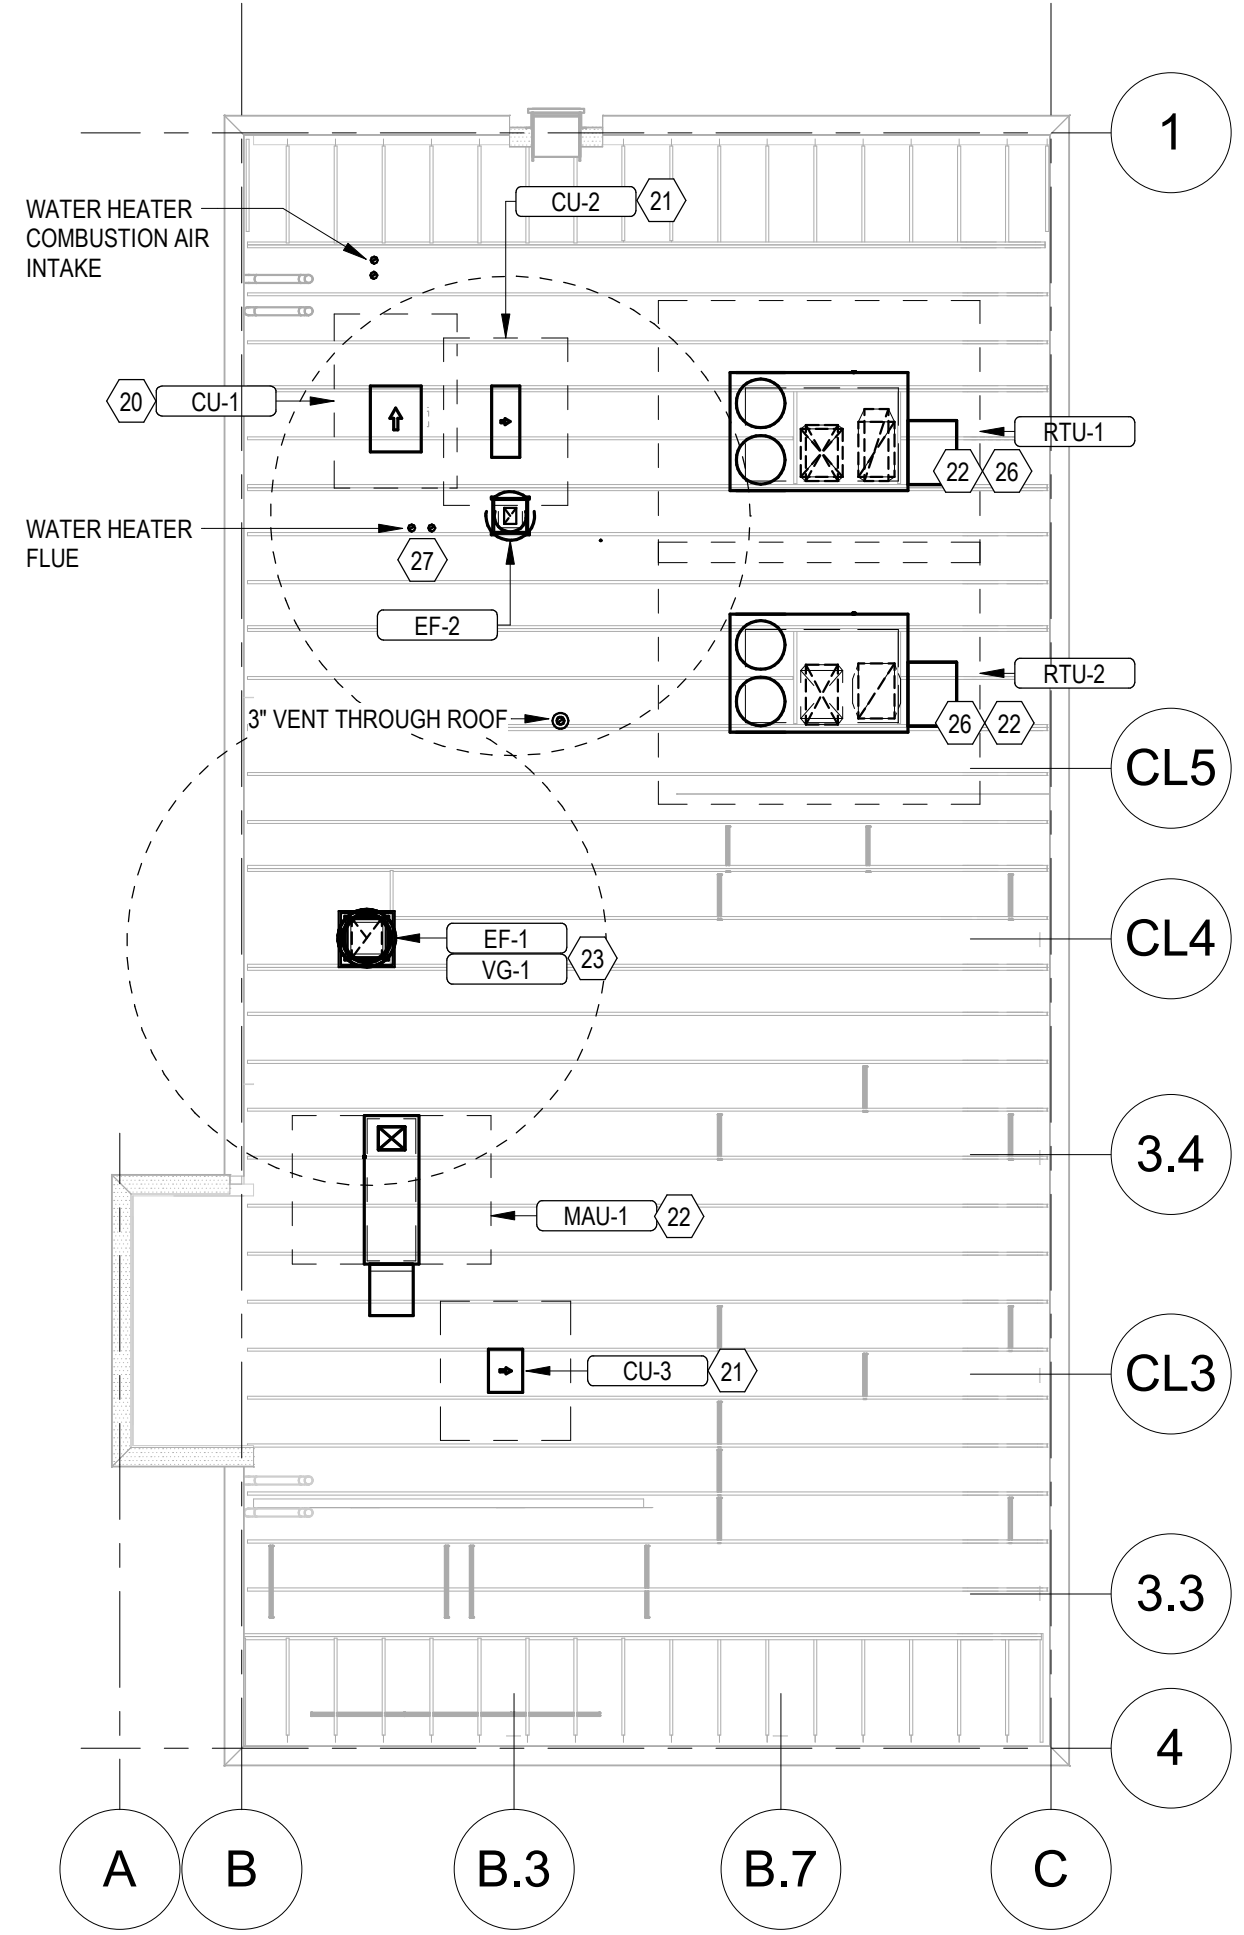 1
CU-2
21
WATER HEATER
COMBUSTION AIR
INTAKE
20
CU-1
RTU-1
22
26
WATER HEATER
FLUE
27
EF-2
RTU-2
3" VENT THROUGH ROOF
26
22
CL5
EF-1
VG-1
23
CL4
3.4
MAU-1
22
CU-3
21
CL3
3.3
4
A
B
B.3
B.7
C